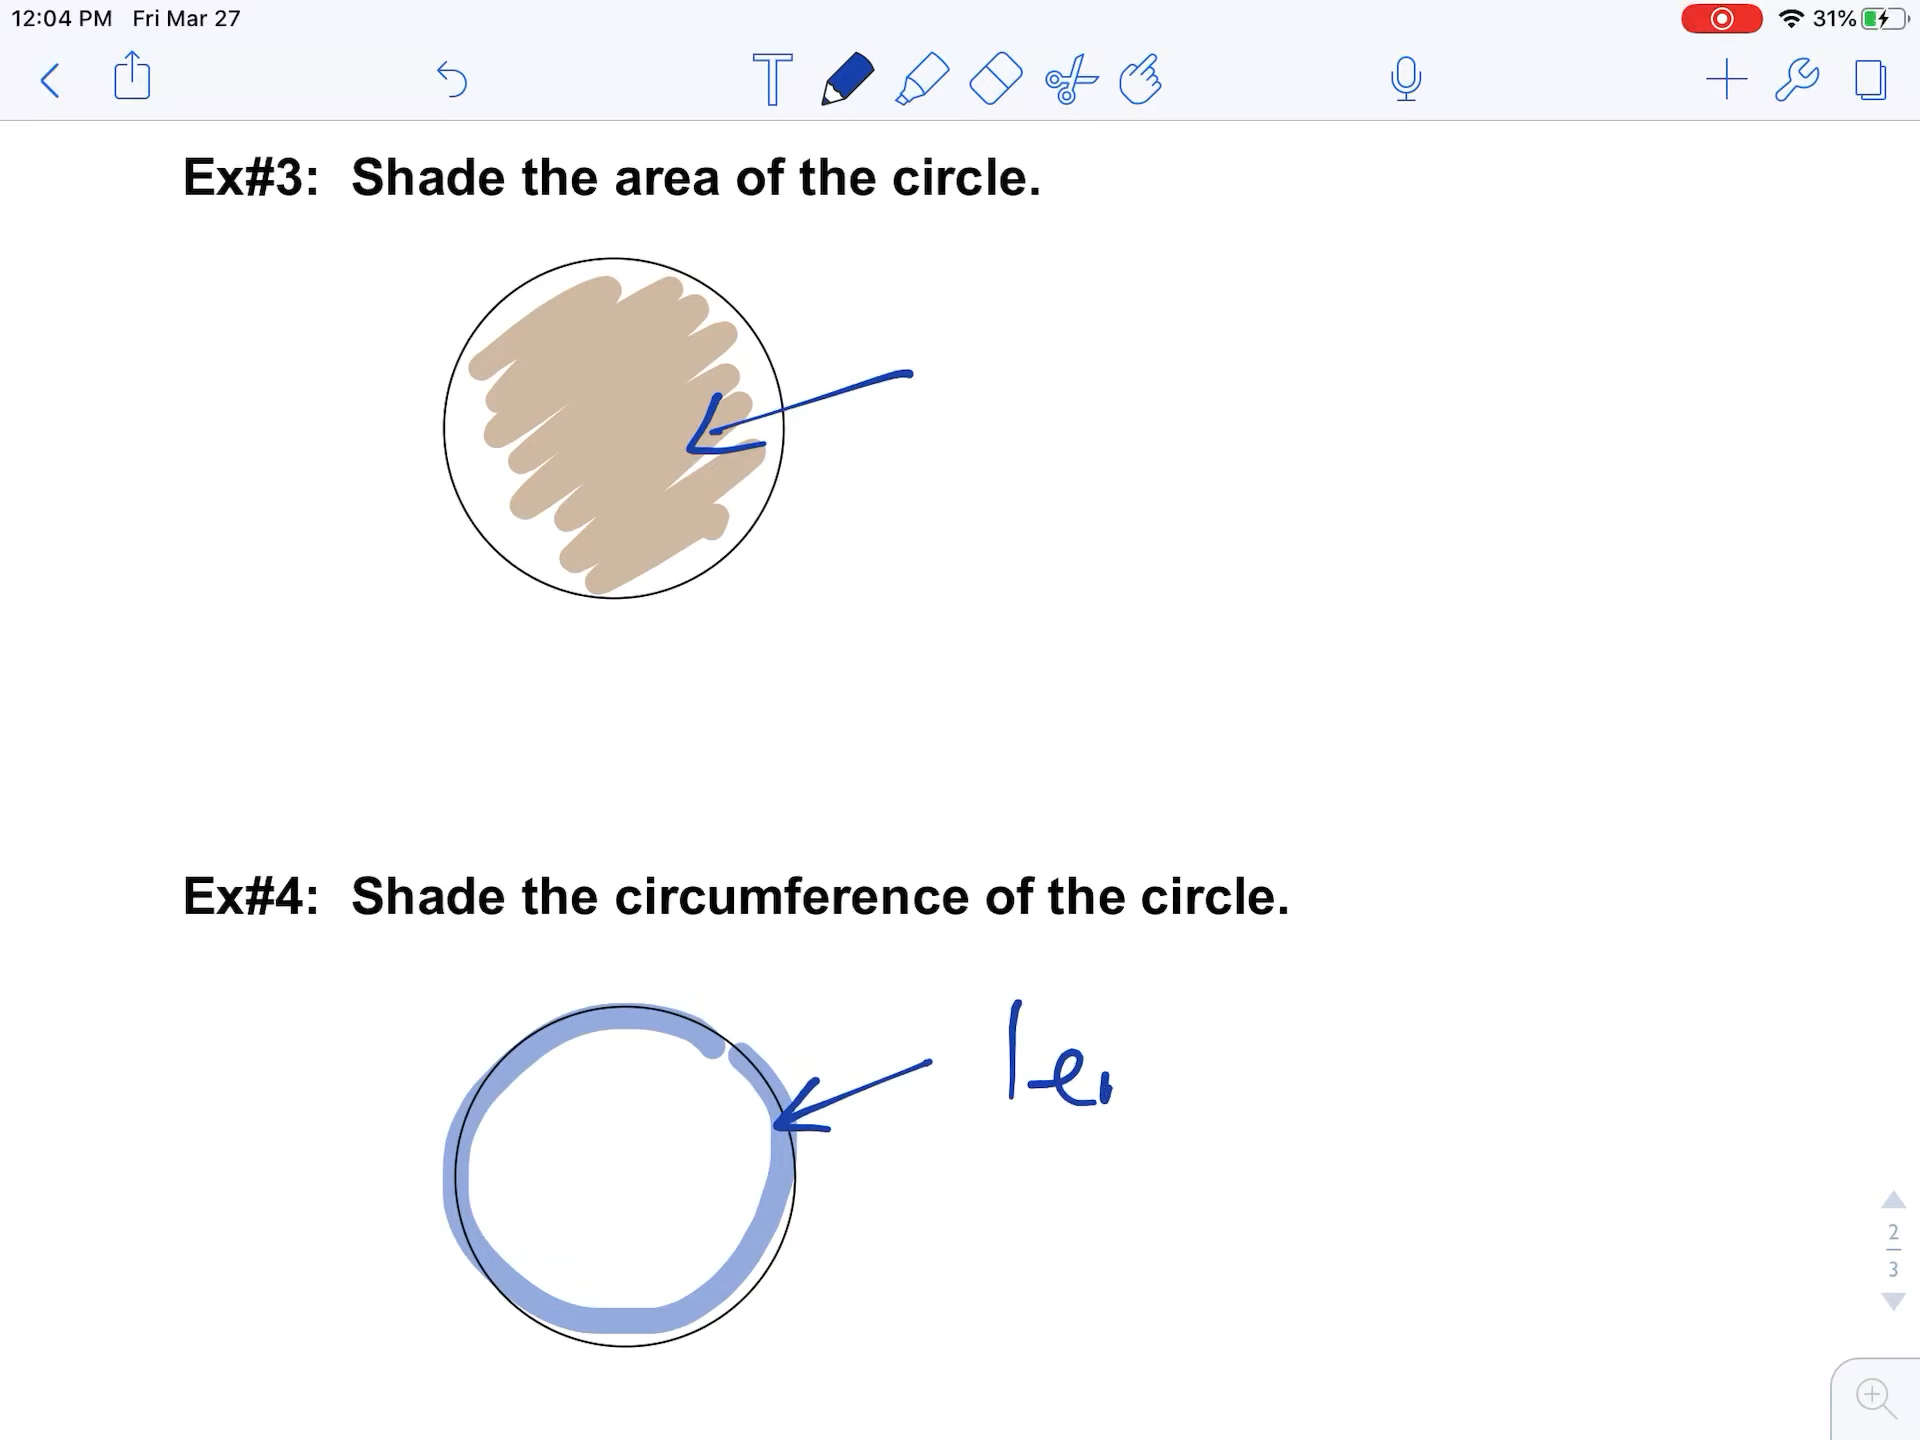 12:04 PM Fri Mar 27
31%
T
Ex#3: Shade the area of the circle.
Ex#4: Shade the circumference of the circle.
le
2
3